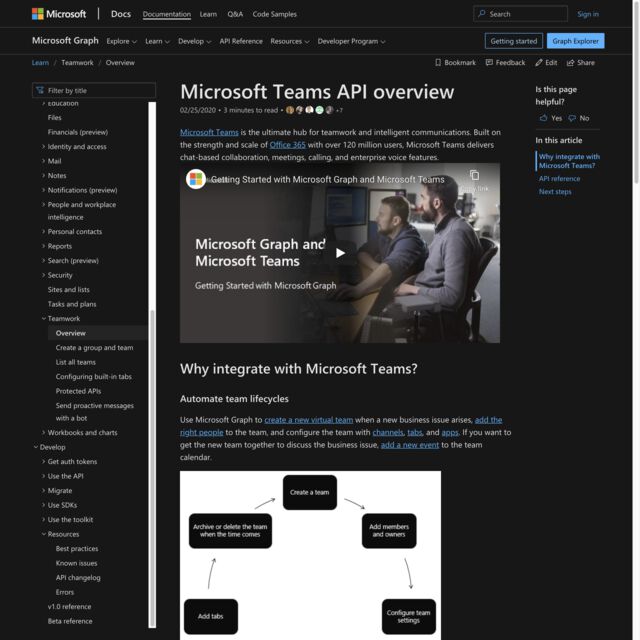 Microsoft
Docs
Documentation
Learn
Q&A
Code Samples
Search
Sign in
Microsoft Graph
Explore
Learn
Develop
API Reference
Resources
Developer Program
Getting started
Graph Explorer
Learn / Teamwork / Overview
Bookmark
Feedback
Edit
Share
Filter by title
Education
Files
Financials (preview)
Identity and access
Mail
Notes
Notifications (preview)
People and workplace
intelligence
Personal contacts
Reports
Search (preview)
Security
Sites and lists
Tasks and plans
Teamwork
Overview
Create a group and team
List all teams
Configuring built-in tabs
Protected APIs
Send proactive messages
with a bot
Workbooks and charts
Develop
Get auth tokens
Use the API
Migrate
Use SDKs
Use the toolkit
Resources
Best practices
Known issues
API changelog
Errors
v1.0 reference
Beta reference
Microsoft Teams API overview
02/25/2020 • 3 minutes to read •
+7
Microsoft Teams is the ultimate hub for teamwork and intelligent communications. Built on
the strength and scale of Office 365 with over 120 million users, Microsoft Teams delivers
chat-based collaboration, meetings, calling, and enterprise voice features.
Getting Started with Microsoft Graph and Microsoft Teams
Copy link
Microsoft Graph and
Microsoft Teams
Getting Started with Microsoft Graph
Why integrate with Microsoft Teams?
Automate team lifecycles
Use Microsoft Graph to create a new virtual team when a new business issue arises, add the
right people to the team, and configure the team with channels, tabs, and apps. If you want to
get the new team together to discuss the business issue, add a new event to the team
calendar.
Create a team
Archive or delete the team
when the time comes
Add members
and owners
Add tabs
Configure team
settings
Is this page
helpful?
Yes
No
In this article
Why integrate with
Microsoft Teams?
API reference
Next steps